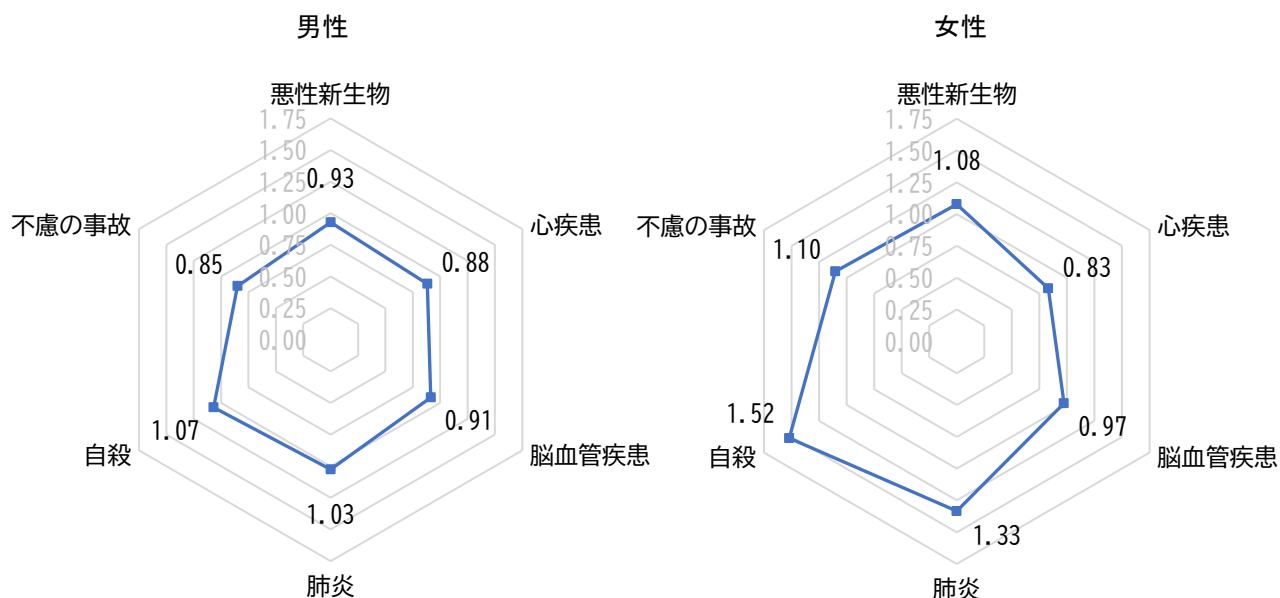 男性
悪性新生物
1.75
1.50
1.25
1.00
0.75
0.50
0.25
0.00
0.93
心疾患
0.88
脳血管疾患
0.91
肺炎
1.03
自殺
1.07
不慮の事故
0.85
女性
悪性新生物
1.75
1.50
1.25
1.00
0.75
0.50
0.25
0.00
1.08
心疾患
0.83
脳血管疾患
0.97
肺炎
1.33
自殺
1.52
不慮の事故
1.10